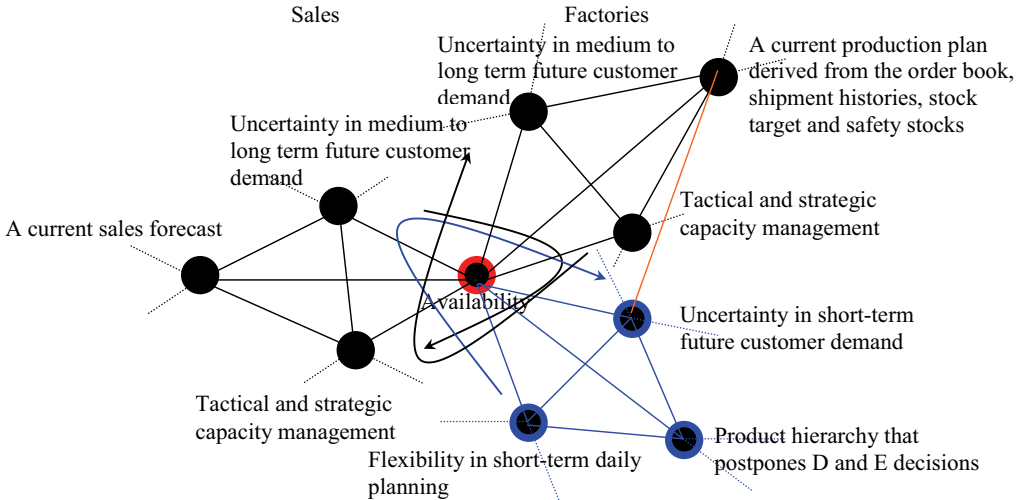 Sales
Factories
Uncertainty in medium to
long term future customer
demand
A current production plan
derived from the order book,
shipment histories, stock
target and safety stocks
Uncertainty in medium to
long term future customer
demand
Tactical and strategic
capacity management
A current sales forecast
Availability
Uncertainty in short-term
future customer demand
Tactical and strategic
capacity management
Flexibility in short-term daily
planning
Product hierarchy that
postpones D and E decisions